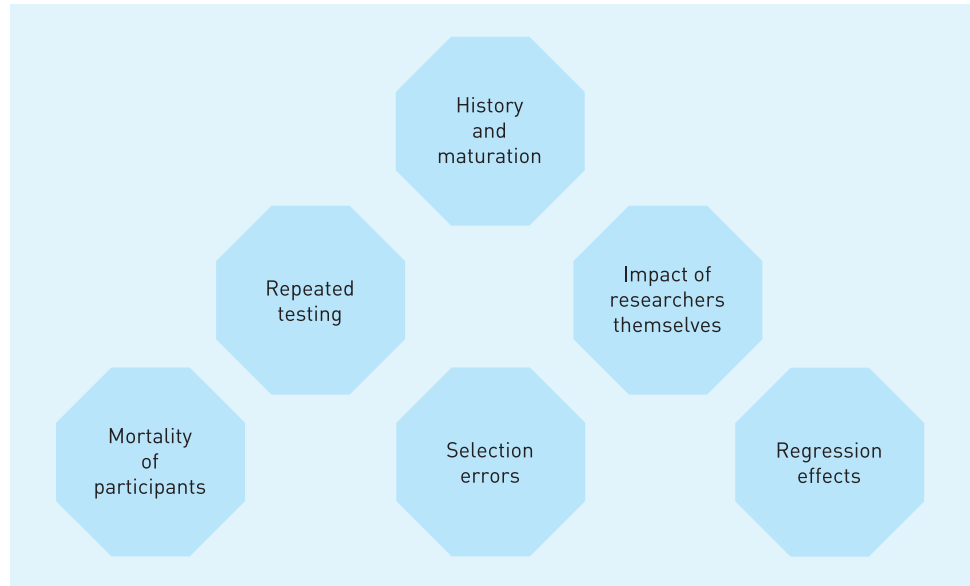 History
and
maturation
Repeated
testing
Impact of
researchers
themselves
Mortality
of
participants
Selection
errors
Regression
effects